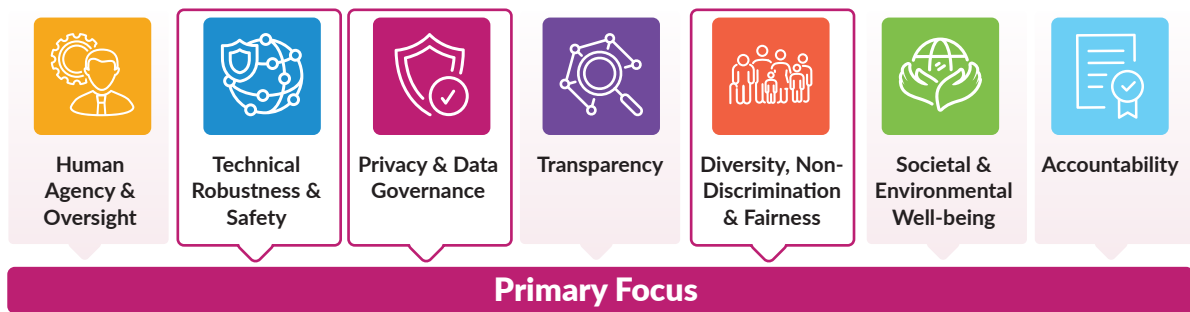 Human
Agency &
Oversight
Technical
Robustness &
Safety
Privacy & Data
Governance
Transparency
Diversity, Non-
Discrimination
& Fairness
Societal &
Environmental
Well-being
Accountability
Primary Focus